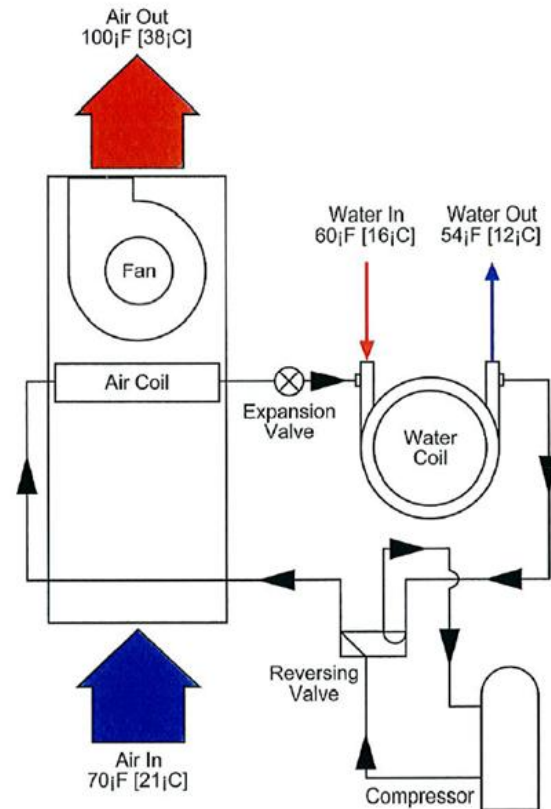 Air Out
100¡F [38¡C]
Water In
60¡F [16¡C]
Water Out
54¡F [12¡C]
Fan
Air Coil
Expansion
Valve
Water
Coil
Reversing
Valve
Air In
70¡F [21¡C]
Compressor